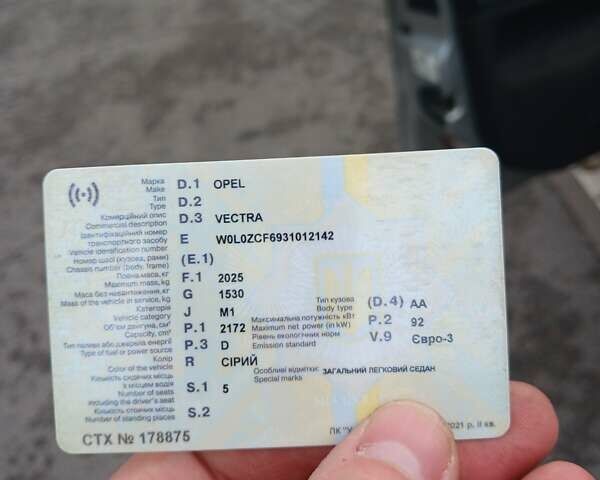 Марка D.1 OPEL
Make
Тип D.2
Type
Комерційний опис D.3 VECTRA
Commercial description
Ідентифікаційний номер
транспортного засобу E W0L0ZCF6931012142
Vehicle identification number
Номер шасі (кузова, рами) (E.1)
Chassis number (body, frame)
Повна маса, кг F.1 2025
Maximum mass, kg
Маса без навантаження, кг G 1530
Mass of the vehicle in service, kg
Категорія J M1
Vehicle category
Об'єм двигуна, см³ P.1 2172
Capacity, cm³
Тип палива або джерела енергії P.3 D
Type of fuel or power source
Колір R СІРИЙ
Color of the vehicle
Кількість сидячих місць
з місцем водія S.1 5
Number of seats
including the driver's seat
Кількість стоячих місць S.2
Number of standing places
Тип кузова (D.4) AA
Body type
Максимальна потужність кВт P.2 92
Maximum net power (in kW)
Рівень екологічних норм V.9 Євро-3
Emission standard
Особливі відмітки: ЗАГАЛЬНИЙ ЛЕГКОВИЙ СЕДАН
Special marks
СТХ № 178875
ПК "У 2021 р. II кв.